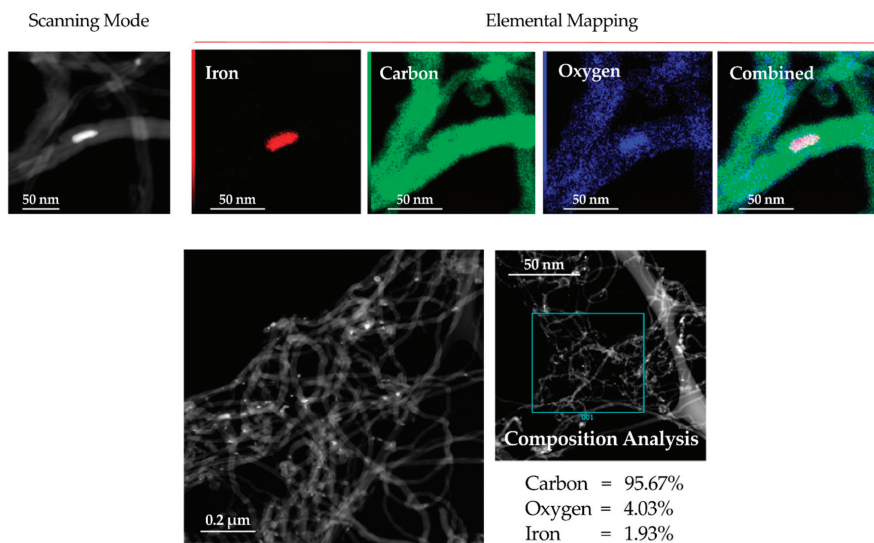 Scanning Mode
Elemental Mapping
Iron
Carbon
Oxygen
Combined
50 nm
50 nm
50 nm
50 nm
50 nm
0.2 µm
50 nm
001
Composition Analysis
Carbon = 95.67%
Oxygen = 4.03%
Iron = 1.93%